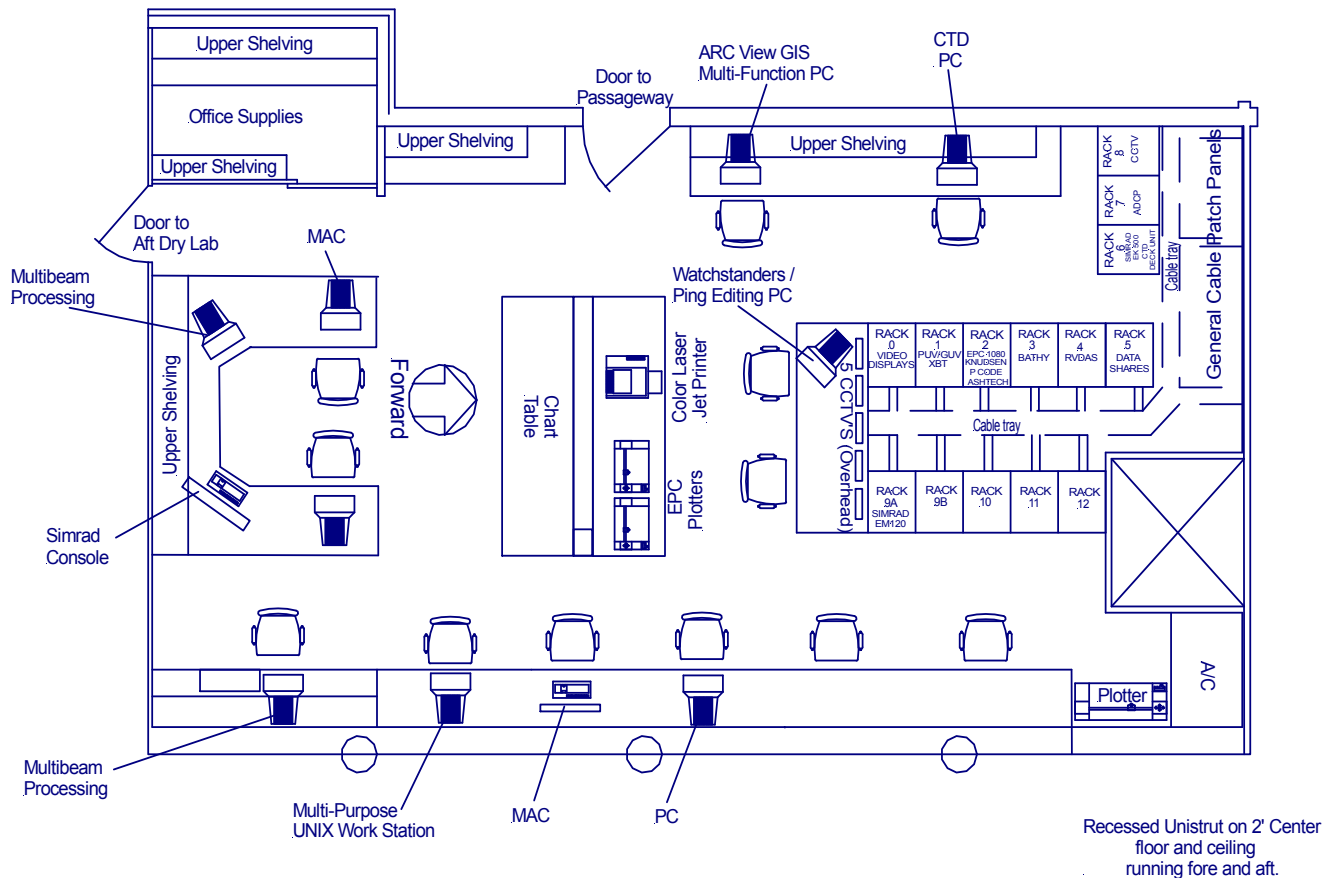 Upper Shelving
Office Supplies
Upper Shelving
Upper Shelving
Door to
Passageway
ARC View GIS
Multi-Function PC
CTD
PC
Upper Shelving
RACK
8
CCTV
RACK
7
ADCP
RACK
6
SIMRAD
EK 500
CTD
DECK UNIT
Cable tray
General Cable Patch Panels
Door to
Aft Dry Lab
MAC
Multibeam
Processing
Upper Shelving
Forward
Simrad
Console
Chart
Table
Color Laser
Jet Printer
EPC
Plotters
Watchstanders /
Ping Editing PC
5 CCTV'S (Overhead)
RACK
0
VIDEO
DISPLAYS
RACK
1
PUV/GUV
XBT
RACK
2
EPC-1080
KNUDSEN
P CODE
ASHTECH
RACK
3
BATHY
RACK
4
RVDAS
RACK
5
DATA
SHARES
Cable tray
RACK
9A
SIMRAD
EM120
RACK
9B
RACK
10
RACK
11
RACK
12
A/C
Plotter
Multibeam
Processing
Multi-Purpose
UNIX Work Station
MAC
PC
Recessed Unistrut on 2' Center
floor and ceiling
running fore and aft.